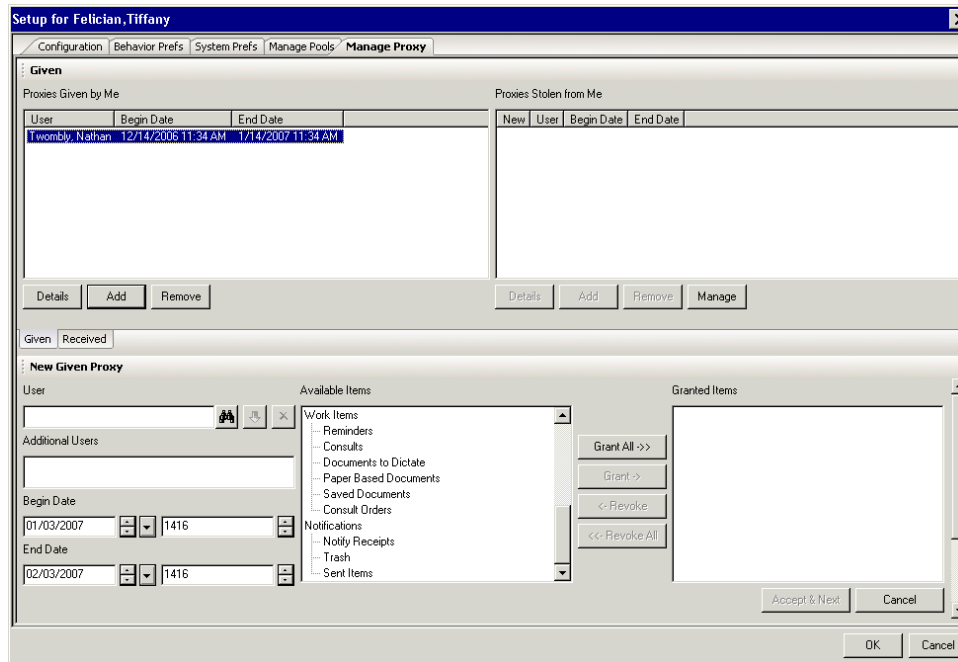 Setup for Felician,Tiffany
Configuration Behavior Prefs System Prefs Manage Pools Manage Proxy
Given
Proxies Given by Me
Proxies Stolen from Me
User Begin Date End Date
New User Begin Date End Date
Twombly, Nathan 12/14/2006 11:34 AM 1/14/2007 11:34 AM
Details Add Remove
Details Add Remove Manage
Given Received
New Given Proxy
User
Available Items
Granted Items
Work Items
Reminders
Additional Users
Consults
Grant All ->>
Documents to Dictate
Paper Based Documents
Grant ->
Saved Documents
Begin Date
Consult Orders
<- Revoke
01/03/2007 1416
Notifications
Notify Receipts
<<- Revoke All
End Date
Trash
02/03/2007 1416
Sent Items
Accept & Next Cancel
OK Cancel